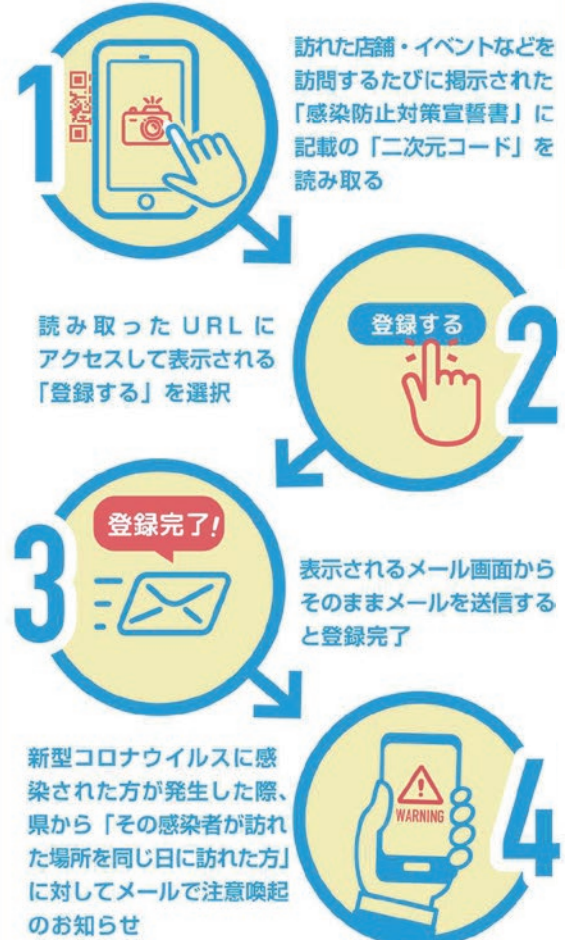 1
訪れた店舗・イベントなどを
訪問するたびに掲示された
「感染防止対策宣誓書」に
記載の「二次元コード」を
読み取る
読み取ったURLに
アクセスして表示される
「登録する」を選択
登録する
2
3
登録完了!
表示されるメール画面から
そのままメールを送信する
と登録完了
新型コロナウイルスに感
染された方が発生した際、
県から「その感染者が訪れ
た場所を同じ日に訪れた方」
に対してメールで注意喚起
のお知らせ
WARNING
4